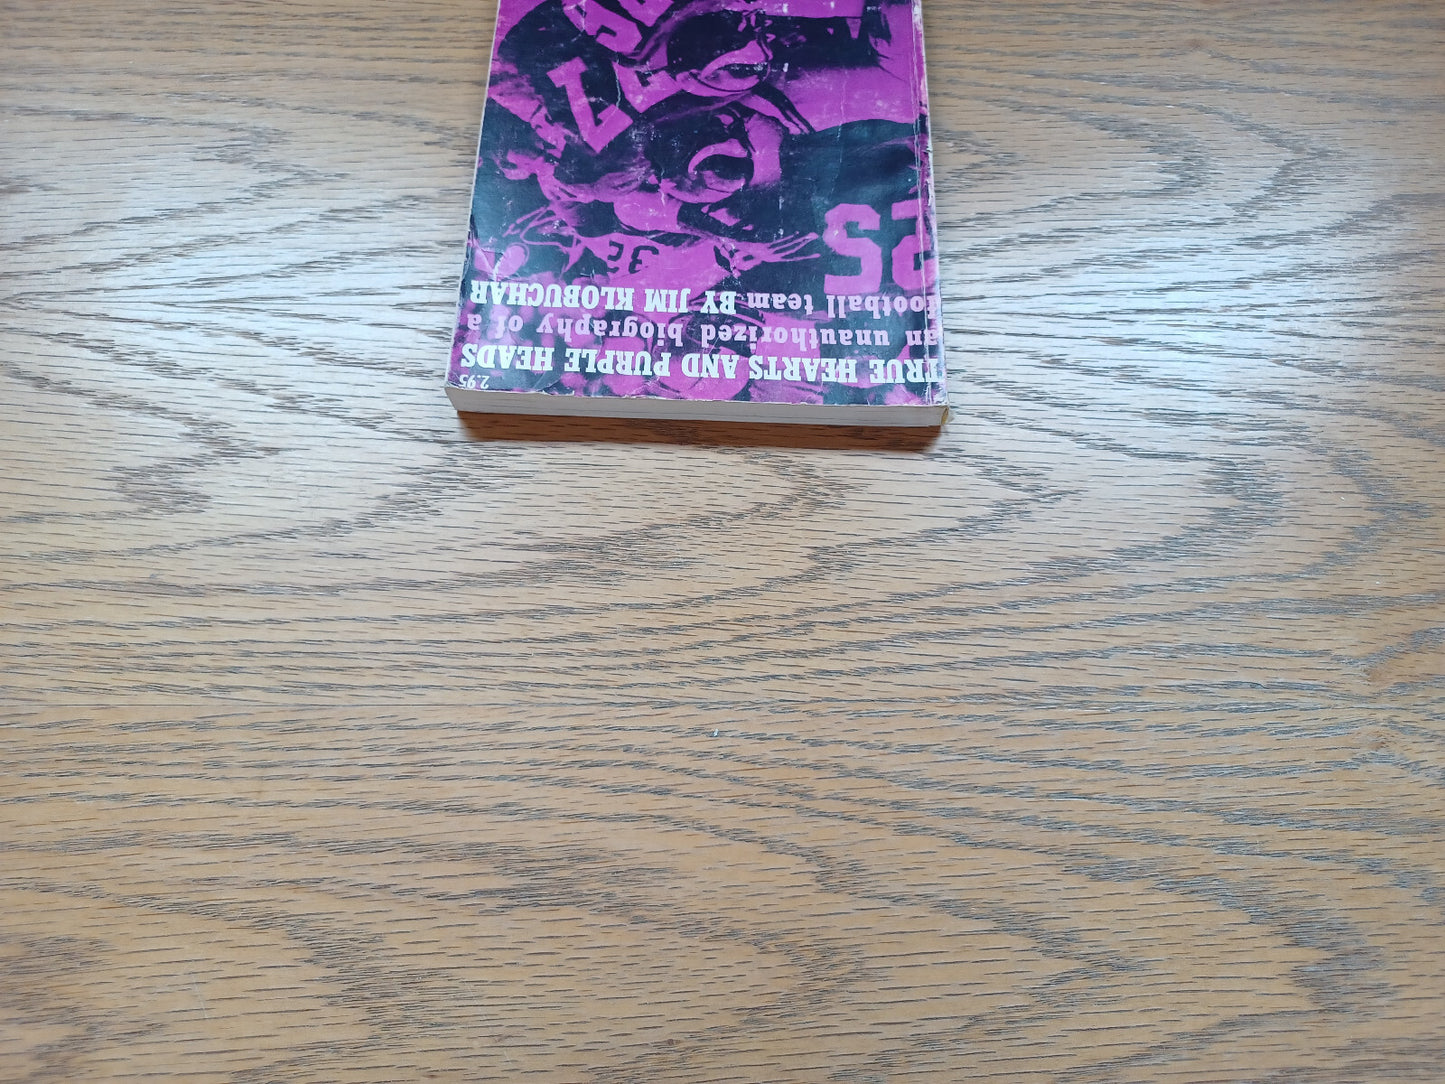 2.95
TRUE HEARTS AND PURPLE HEADS
an unauthorized biography of a
football team BY JIM KLOBUCHAR
25